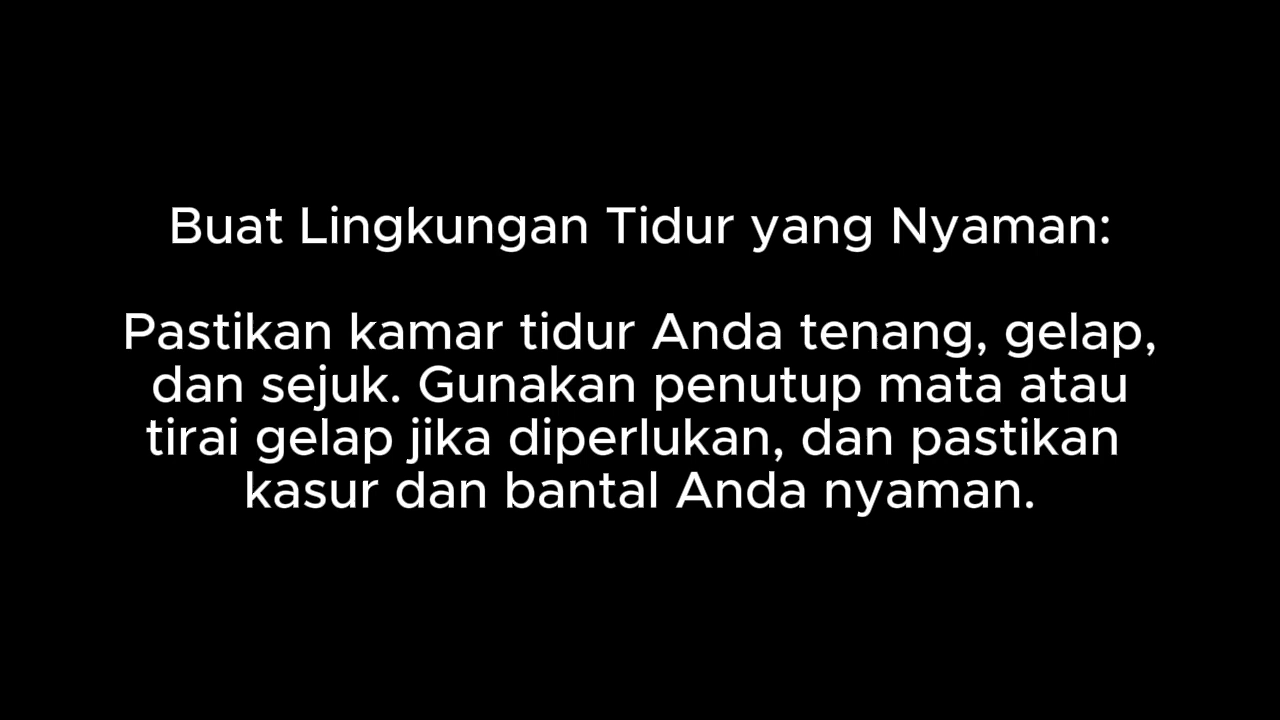 Buat Lingkungan Tidur yang Nyaman:
Pastikan kamar tidur Anda tenang, gelap,
dan sejuk. Gunakan penutup mata atau
tirai gelap jika diperlukan, dan pastikan
kasur dan bantal Anda nyaman.